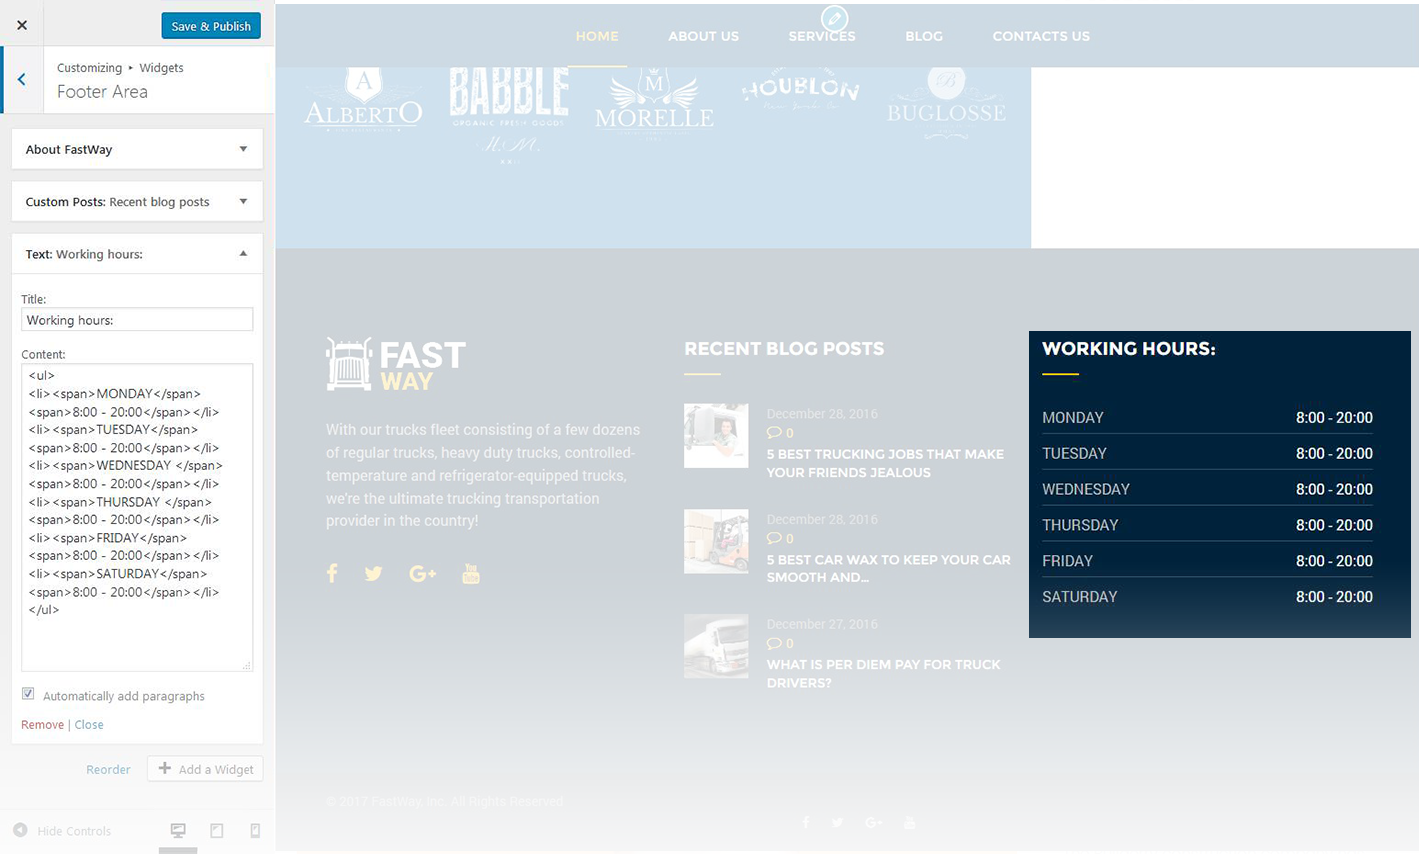 Save & Publish
Customizing ▸ Widgets
Footer Area
About FastWay
Custom Posts: Recent blog posts
Text: Working hours:
Title:
Working hours:
Content:
<ul>
<li><span>MONDAY</span>
<span>8:00 - 20:00</span></li>
<li><span>TUESDAY</span>
<span>8:00 - 20:00</span></li>
<li><span>WEDNESDAY </span>
<span>8:00 - 20:00</span></li>
<li><span>THURSDAY </span>
<span>8:00 - 20:00</span></li>
<li><span>FRIDAY</span>
<span>8:00 - 20:00</span></li>
<li><span>SATURDAY</span>
<span>8:00 - 20:00</span></li>
</ul>
Automatically add paragraphs
Remove | Close
Reorder
Add a Widget
Hide Controls
HOME ABOUT US SERVICES BLOG CONTACTS US
A
ALBERTO
BABBLE
ORGANIC FRESH GOODS
H.M.
M
MORELLE
HOUBLON
B
BUGLOSSE
FAST
WAY
With our trucks fleet consisting of a few dozens
of regular trucks, heavy duty trucks, controlled-
temperature and refrigerator-equipped trucks,
we're the ultimate trucking transportation
provider in the country!
You
Tube
RECENT BLOG POSTS
December 28, 2016
0
5 BEST TRUCKING JOBS THAT MAKE
YOUR FRIENDS JEALOUS
December 28, 2016
0
5 BEST CAR WAX TO KEEP YOUR CAR
SMOOTH AND...
December 27, 2016
0
WHAT IS PER DIEM PAY FOR TRUCK
DRIVERS?
WORKING HOURS:
MONDAY 8:00 - 20:00
TUESDAY 8:00 - 20:00
WEDNESDAY 8:00 - 20:00
THURSDAY 8:00 - 20:00
FRIDAY 8:00 - 20:00
SATURDAY 8:00 - 20:00
© 2017 FastWay, Inc. All Rights Reserved